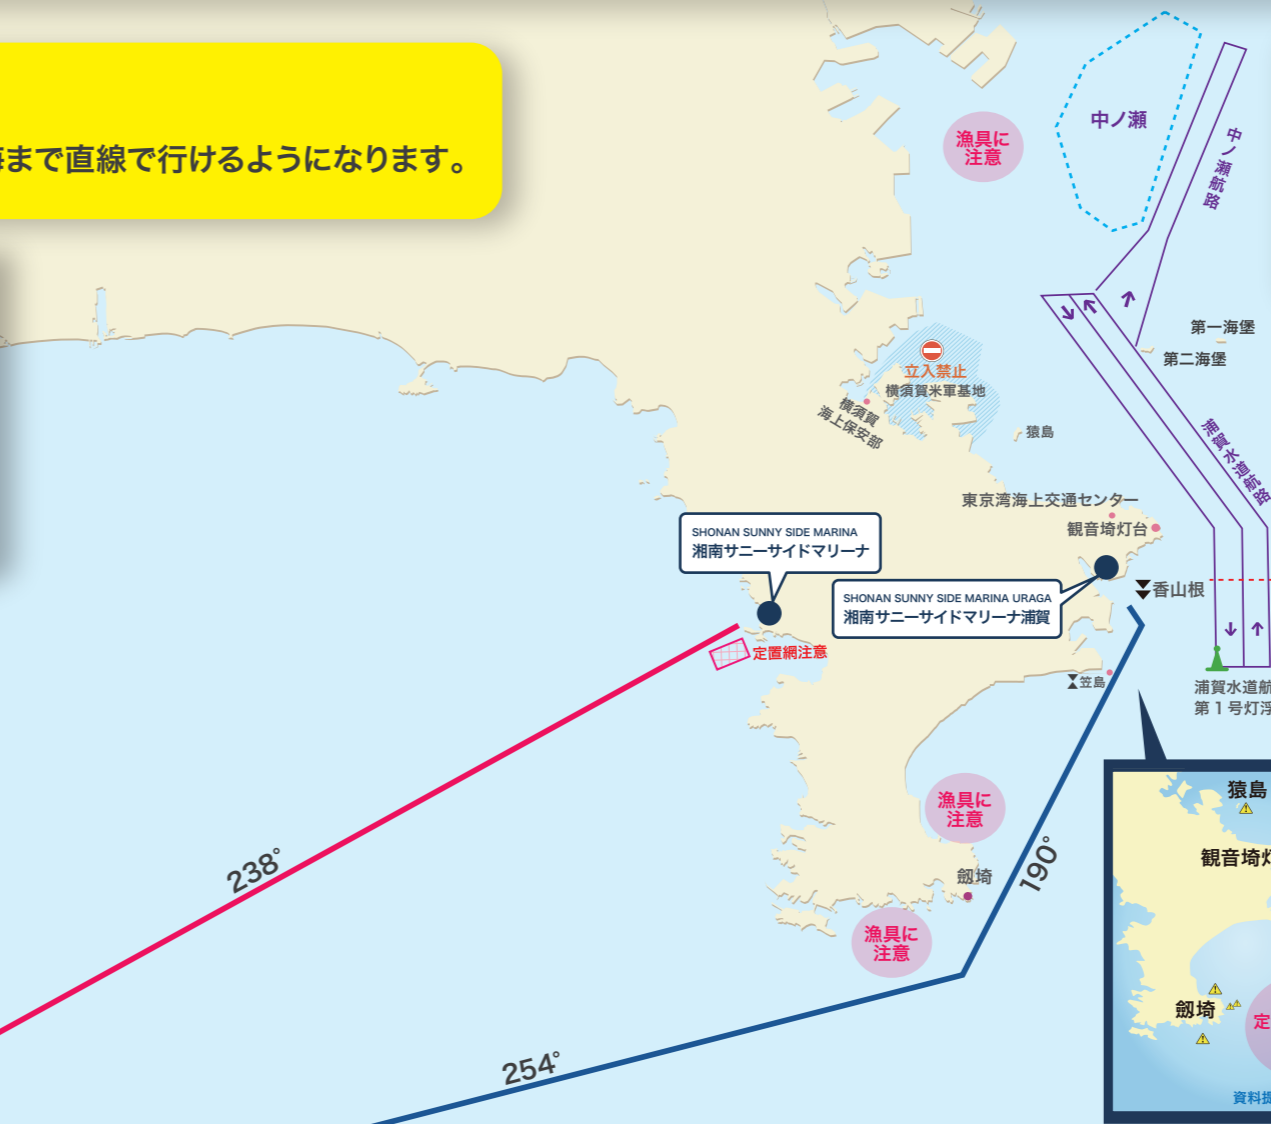 まで直線で行けるようになります。
漁具に
注意
中ノ瀬
中ノ瀬航路
第一海堡
第二海堡
立入禁止
横須賀米軍基地
横須賀
海上保安部
猿島
浦賀水道航路
東京湾海上交通センター
観音埼灯台
SHONAN SUNNY SIDE MARINA
湘南サニーサイドマリーナ
SHONAN SUNNY SIDE MARINA URAGA
湘南サニーサイドマリーナ浦賀
香山根
定置網注意
笠島
浦賀水道航
第1号灯浮
漁具に
注意
剱埼
漁具に
注意
238°
190°
254°
猿島
観音埼灯
剱埼
定
資料提